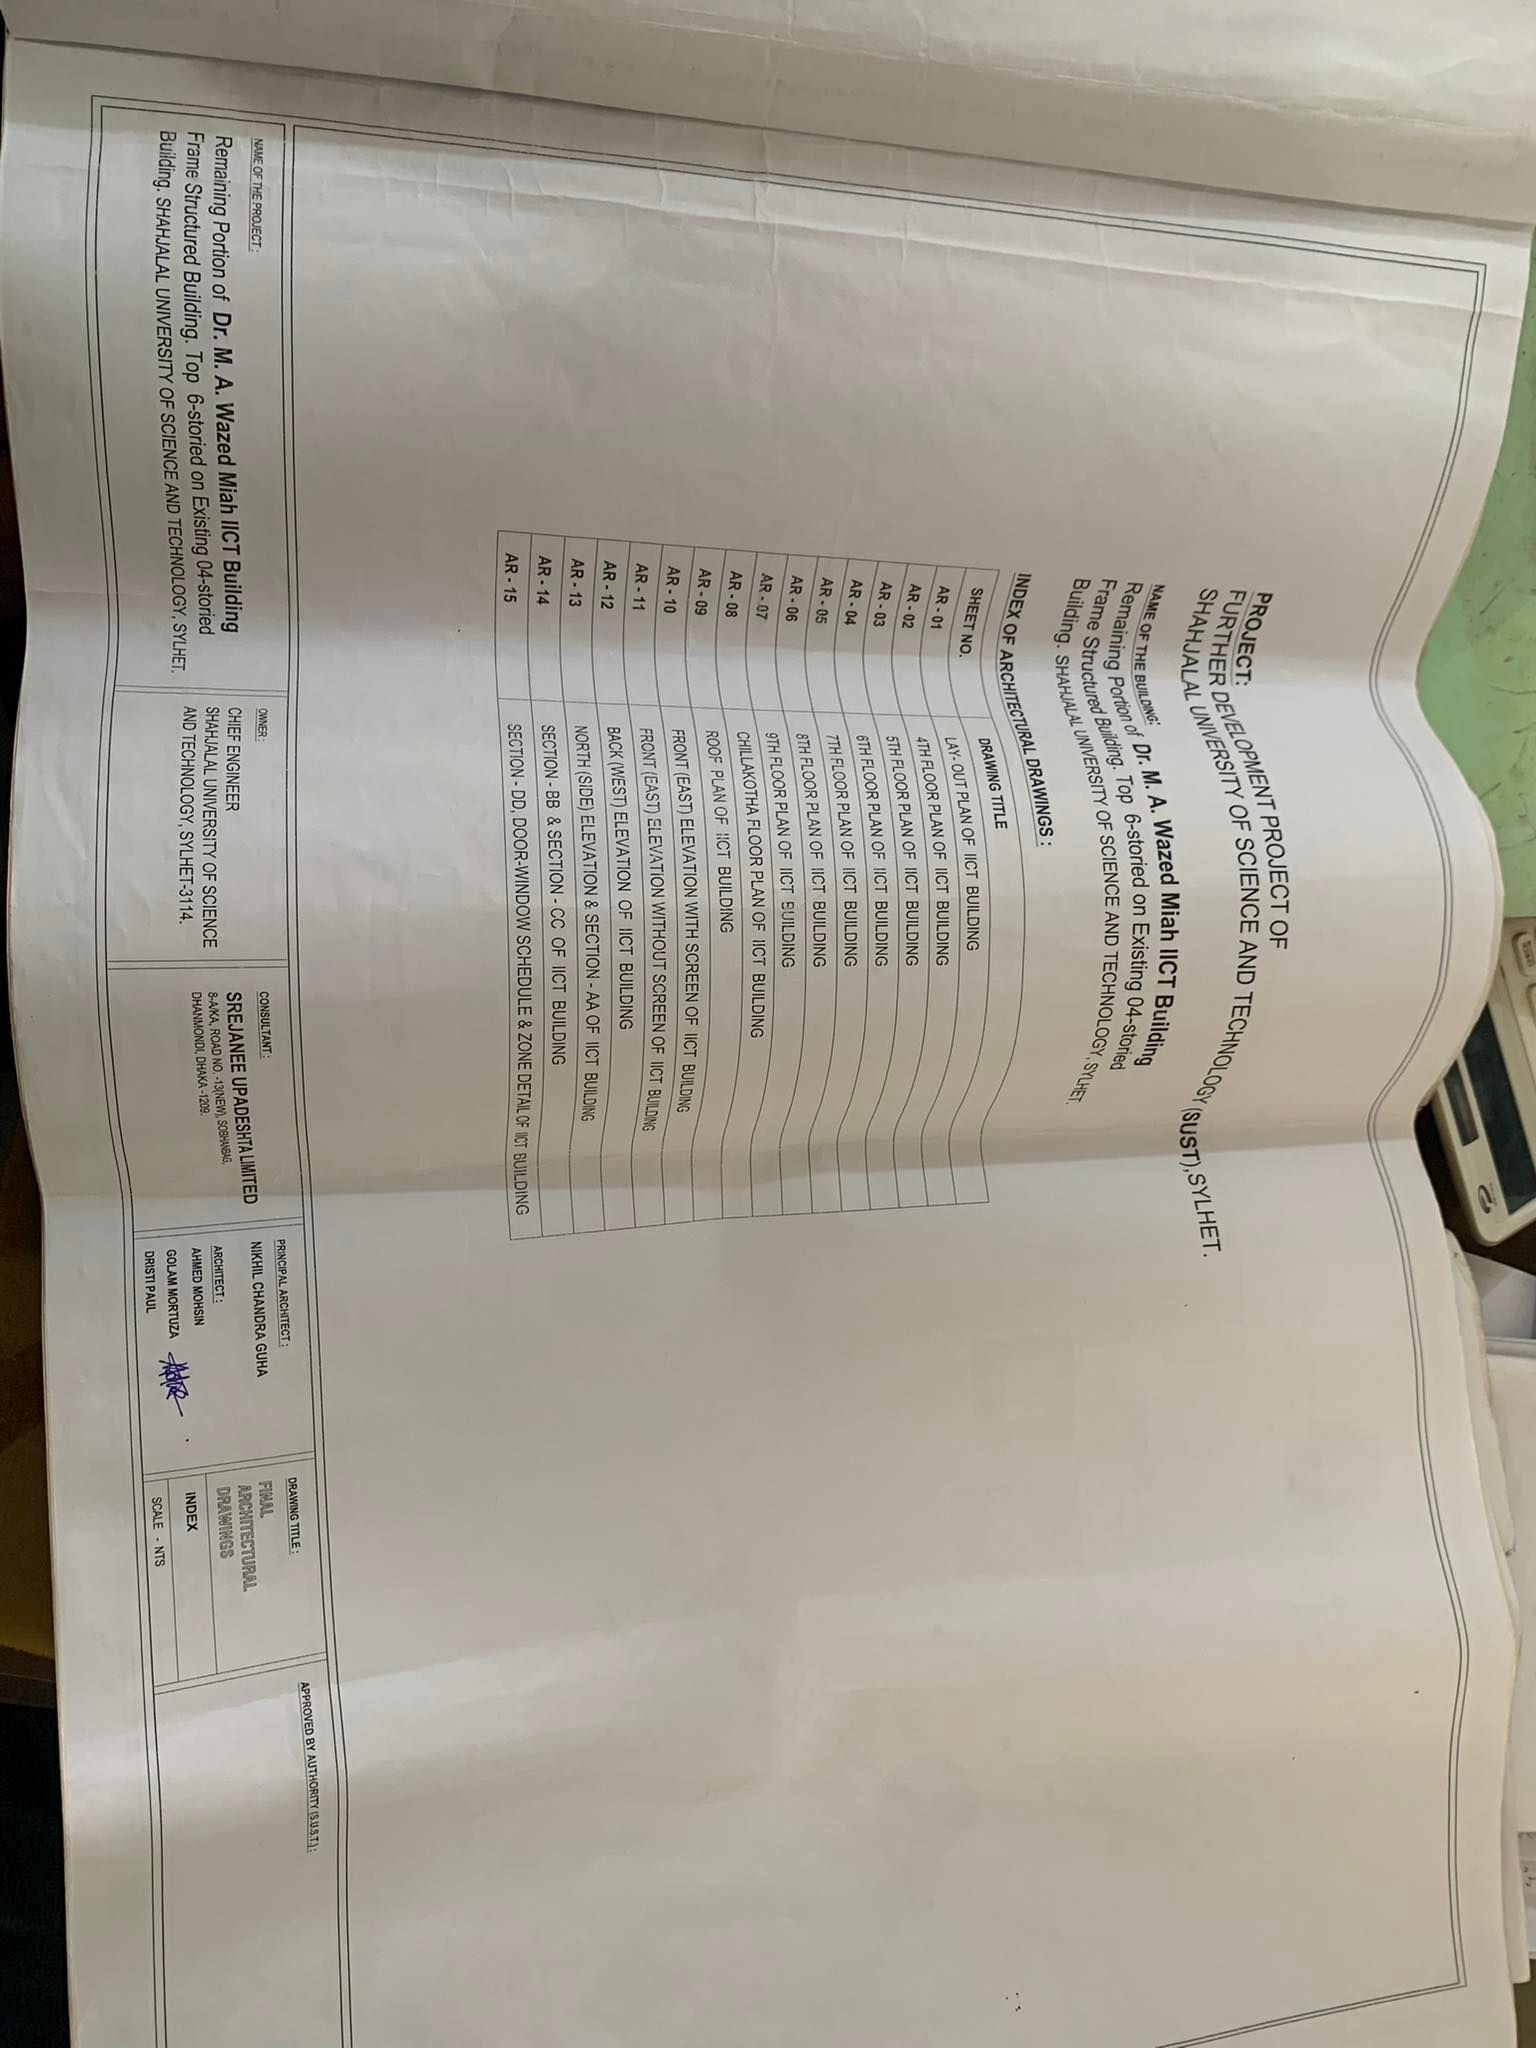 PROJECT:
FURTHER DEVELOPMENT PROJECT OF
SHAHJALAL UNIVERSITY OF SCIENCE AND TECHNOLOGY (SUST),SYLHET.
NAME OF THE BUILDING:
Remaining Portion of Dr. M. A. Wazed Miah IICT Building
Frame Structured Building. Top 6-storied on Existing 04-storied
Building. SHAHJALAL UNIVERSITY OF SCIENCE AND TECHNOLOGY, SYLHET.
INDEX OF ARCHITECTURAL DRAWINGS :
SHEET NO. DRAWING TITLE
AR - 01 LAY- OUT PLAN OF IICT BUILDING
AR - 02 4TH FLOOR PLAN OF IICT BUILDING
AR - 03 5TH FLOOR PLAN OF IICT BUILDING
AR - 04 6TH FLOOR PLAN OF IICT BUILDING
AR - 05 7TH FLOOR PLAN OF IICT BUILDING
AR - 06 8TH FLOOR PLAN OF IICT BUILDING
AR - 07 9TH FLOOR PLAN OF IICT BUILDING
AR - 08 CHILLAKOTHA FLOOR PLAN OF IICT BUILDING
AR - 09 ROOF PLAN OF IICT BUILDING
AR - 10 FRONT (EAST) ELEVATION WITH SCREEN OF IICT BUILDING
AR - 11 FRONT (EAST) ELEVATION WITHOUT SCREEN OF IICT BUILDING
AR - 12 BACK (WEST) ELEVATION OF IICT BUILDING
AR - 13 NORTH (SIDE) ELEVATION & SECTION - AA OF IICT BUILDING
AR - 14 SECTION - BB & SECTION - CC OF IICT BUILDING
AR - 15 SECTION - DD, DOOR-WINDOW SCHEDULE & ZONE DETAIL OF IICT BUILDING
NAME OF THE PROJECT :
Remaining Portion of Dr. M. A. Wazed Miah IICT Building
Frame Structured Building. Top 6-storied on Existing 04-storied
Building. SHAHJALAL UNIVERSITY OF SCIENCE AND TECHNOLOGY, SYLHET.
OWNER :
CHIEF ENGINEER
SHAHJALAL UNIVERSITY OF SCIENCE
AND TECHNOLOGY, SYLHET-3114.
CONSULTANT :
SREJANEE UPADESHTA LIMITED
8-A/KA, ROAD NO. -13(NEW), SOBHANBAG,
DHANMONDI, DHAKA -1209.
PRINCIPAL ARCHITECT :
NIKHIL CHANDRA GUHA
ARCHITECT :
AHMED MOHSIN
GOLAM MORTUZA
DRISTI PAUL
DRAWING TITLE :
FINAL
ARCHITECTURAL
DRAWINGS
INDEX
SCALE - NTS
APPROVED BY AUTHORITY (S.U.S.T.) :